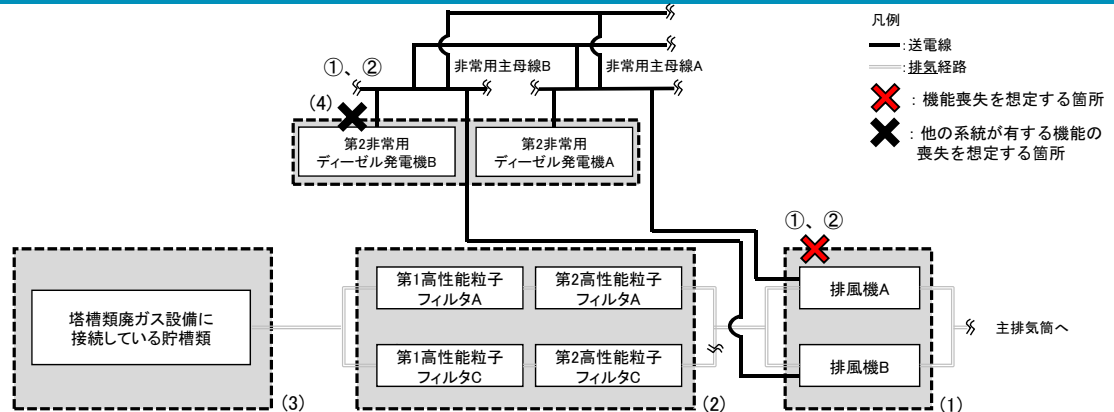 凡例
:送電線
:排気経路
:機能喪失を想定する箇所
:他の系統が有する機能の
喪失を想定する箇所
非常用主母線B
非常用主母線A
①、②
(4)
第2非常用
ディーゼル発電機B
第2非常用
ディーゼル発電機A
①、②
塔槽類廃ガス設備に
接続している貯槽類
(3)
第1高性能粒子
フィルタA
第2高性能粒子
フィルタA
第1高性能粒子
フィルタC
第2高性能粒子
フィルタC
(2)
排風機A
排風機B
(1)
主排気筒へ